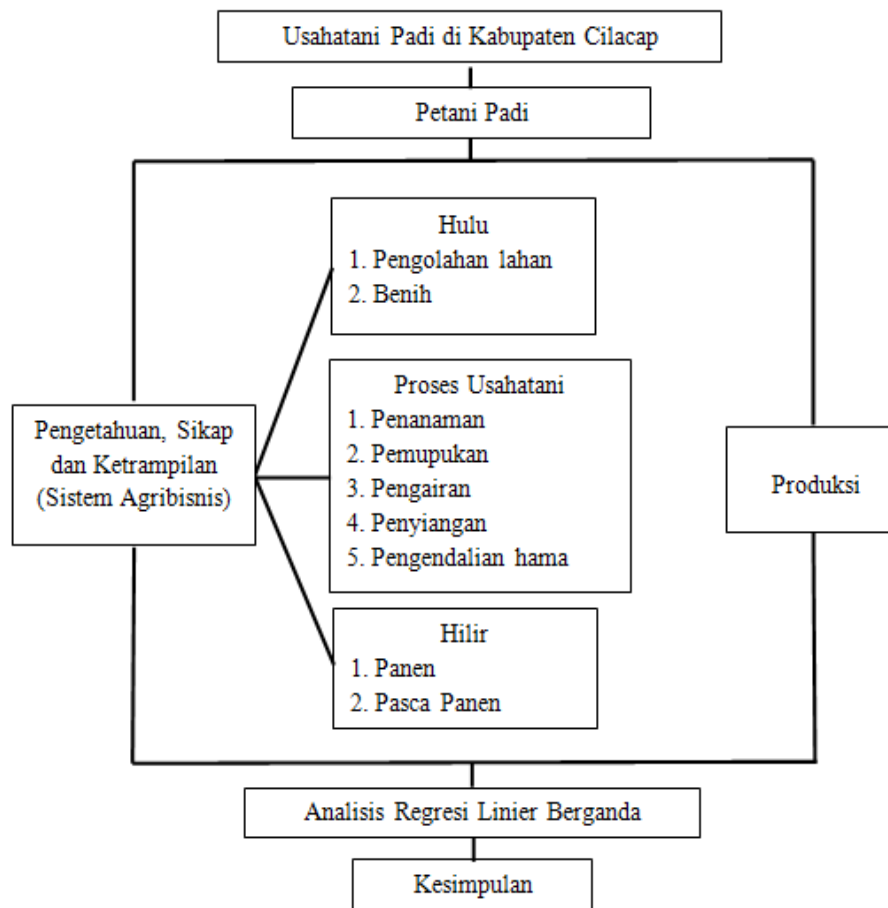 Usahatani Padi di Kabupaten Cilacap
Petani Padi
Hulu
1. Pengolahan lahan
2. Benih
Proses Usahatani
1. Penanaman
2. Pemupukan
3. Pengairan
4. Penyiangan
5. Pengendalian hama
Pengetahuan, Sikap
dan Ketrampilan
(Sistem Agribisnis)
Produksi
Hilir
1. Panen
2. Pasca Panen
Analisis Regresi Linier Berganda
Kesimpulan